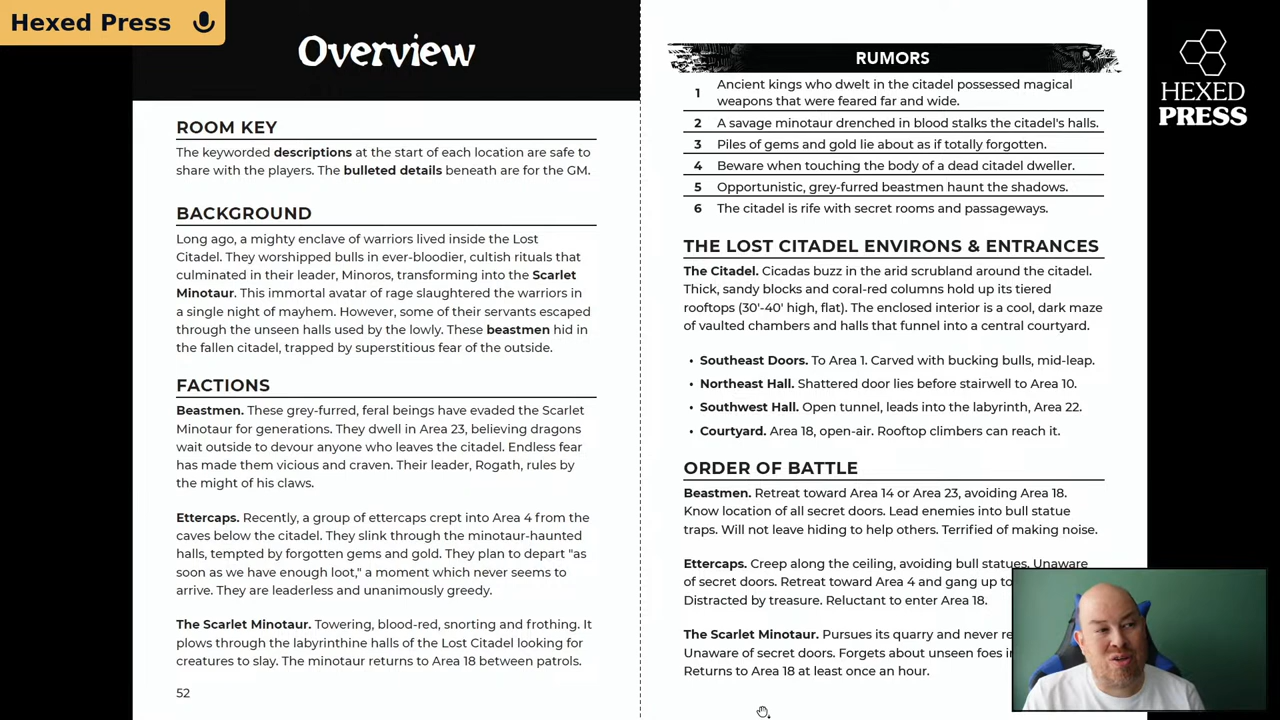 Hexed Press
Overview
ROOM KEY
The keyworded descriptions at the start of each location are safe to
share with the players. The bulleted details beneath are for the GM.
BACKGROUND
Long ago, a mighty enclave of warriors lived inside the Lost
Citadel. They worshipped bulls in ever-bloodier, cultish rituals that
culminated in their leader, Minoros, transforming into the Scarlet
Minotaur. This immortal avatar of rage slaughtered the warriors in
a single night of mayhem. However, some of their servants escaped
through the unseen halls used by the lowly. These beastmen hid in
the fallen citadel, trapped by superstitious fear of the outside.
FACTIONS
Beastmen. These grey-furred, feral beings have evaded the Scarlet
Minotaur for generations. They dwell in Area 23, believing dragons
wait outside to devour anyone who leaves the citadel. Endless fear
has made them vicious and craven. Their leader, Rogath, rules by
the might of his claws.
Ettercaps. Recently, a group of ettercaps crept into Area 4 from the
caves below the citadel. They slink through the minotaur-haunted
halls, tempted by forgotten gems and gold. They plan to depart "as
soon as we have enough loot," a moment which never seems to
arrive. They are leaderless and unanimously greedy.
The Scarlet Minotaur. Towering, blood-red, snorting and frothing. It
plows through the labyrinthine halls of the Lost Citadel looking for
creatures to slay. The minotaur returns to Area 18 between patrols.
52
RUMORS
1 Ancient kings who dwelt in the citadel possessed magical
weapons that were feared far and wide.
2 A savage minotaur drenched in blood stalks the citadel's halls.
3 Piles of gems and gold lie about as if totally forgotten.
4 Beware when touching the body of a dead citadel dweller.
5 Opportunistic, grey-furred beastmen haunt the shadows.
6 The citadel is rife with secret rooms and passageways.
THE LOST CITADEL ENVIRONS & ENTRANCES
The Citadel. Cicadas buzz in the arid scrubland around the citadel.
Thick, sandy blocks and coral-red columns hold up its tiered
rooftops (30'-40' high, flat). The enclosed interior is a cool, dark maze
of vaulted chambers and halls that funnel into a central courtyard.
• Southeast Doors. To Area 1. Carved with bucking bulls, mid-leap.
• Northeast Hall. Shattered door lies before stairwell to Area 10.
• Southwest Hall. Open tunnel, leads into the labyrinth, Area 22.
• Courtyard. Area 18, open-air. Rooftop climbers can reach it.
ORDER OF BATTLE
Beastmen. Retreat toward Area 14 or Area 23, avoiding Area 18.
Know location of all secret doors. Lead enemies into bull statue
traps. Will not leave hiding to help others. Terrified of making noise.
Ettercaps. Creep along the ceiling, avoiding bull statues. Unaware
of secret doors. Retreat toward Area 4 and gang up to
Distracted by treasure. Reluctant to enter Area 18.
The Scarlet Minotaur. Pursues its quarry and never
Unaware of secret doors. Forgets about unseen foes
Returns to Area 18 at least once an hour.
HEXED
PRESS